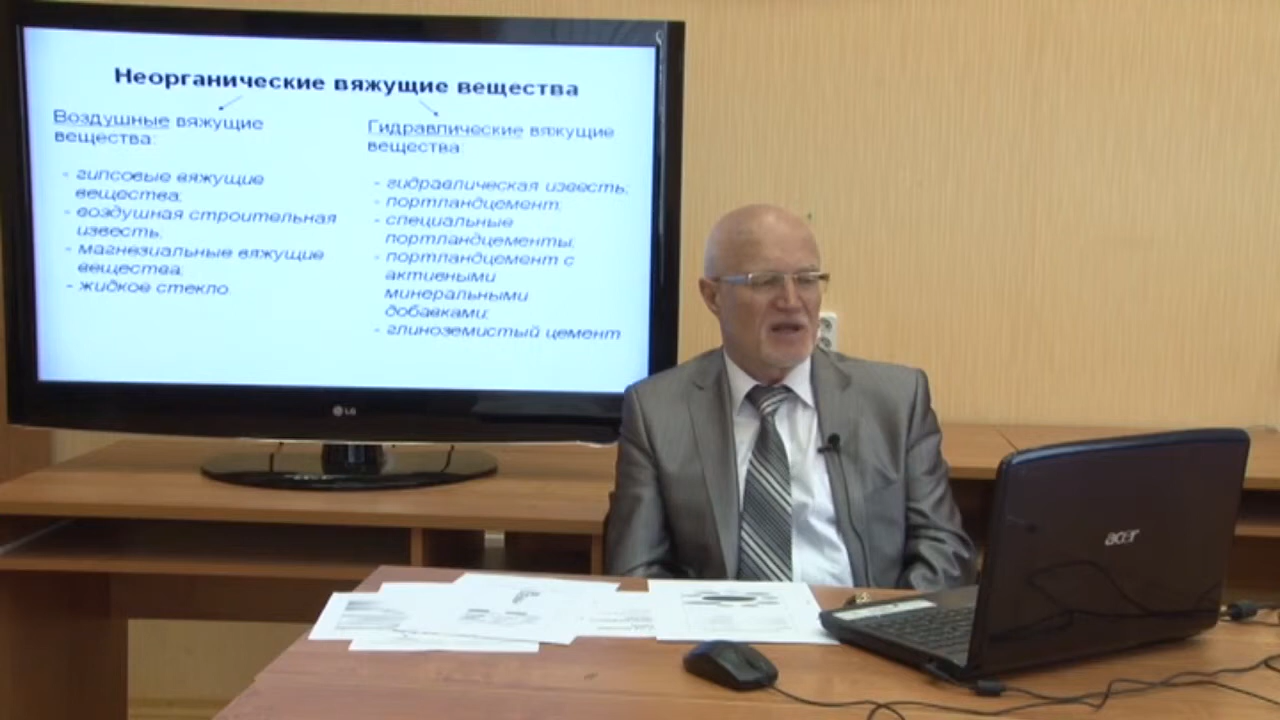 Неорганические вяжущие вещества
Воздушные вяжущие
вещества:
- гипсовые вяжущие
вещества;
- воздушная строительная
известь;
- магнезиальные вяжущие
вещества;
- жидкое стекло
Гидравлические вяжущие
вещества:
- гидравлическая известь;
- портландцемент;
- специальные
портландцементы;
- портландцемент с
активными
минеральными
добавками;
- глиноземистый цемент
LG
acer